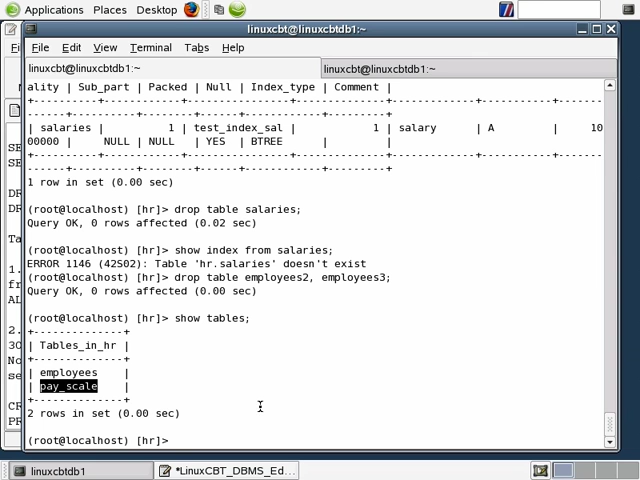 Applications Places Desktop
linuxcbt@linuxcbtdb1:~
File Edit View Terminal Tabs Help
linuxcbt@linuxcbtdb1:~ linuxcbt@linuxcbtdb1:~
ality | Sub_part | Packed | Null | Index_type | Comment |
+----------+------------+----------------+--------------+-------------+-----------+------
------+----------+--------+------+------------+---------+
| salaries | 1 | test_index_sal | 1 | salary | A | 10
00000 | NULL | NULL | YES | BTREE | |
+----------+------------+----------------+--------------+-------------+-----------+------
------+----------+--------+------+------------+---------+
1 row in set (0.00 sec)
(root@localhost) [hr]> drop table salaries;
Query OK, 0 rows affected (0.02 sec)
(root@localhost) [hr]> show index from salaries;
ERROR 1146 (42S02): Table 'hr.salaries' doesn't exist
(root@localhost) [hr]> drop table employees2, employees3;
Query OK, 0 rows affected (0.00 sec)
(root@localhost) [hr]> show tables;
+--------------+
| Tables_in_hr |
+--------------+
| employees |
| pay_scale |
+--------------+
2 rows in set (0.00 sec)
(root@localhost) [hr]>
linuxcbtdb1 *LinuxCBT_DBMS_Ed...